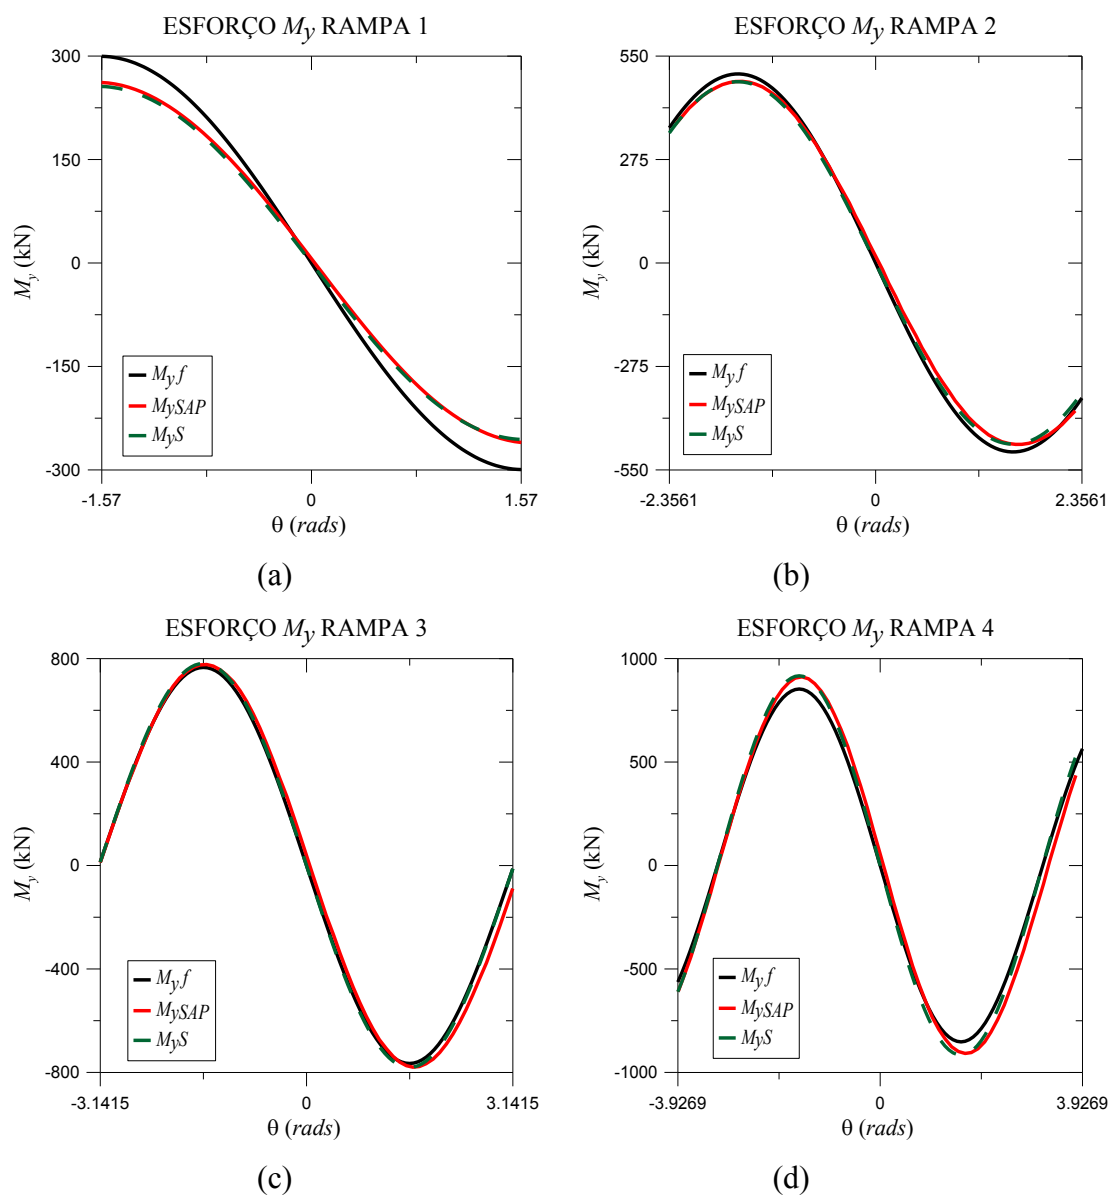 ESFORÇO My RAMPA 1
300
150
0
-150
-300
My (kN)
Myf
MySAP
MyS
-1.57
0
1.57
θ (rads)
(a)
ESFORÇO My RAMPA 2
550
275
0
-275
-550
My (kN)
Myf
MySAP
MyS
-2.3561
0
2.3561
θ (rads)
(b)
ESFORÇO My RAMPA 3
800
400
0
-400
-800
My (kN)
Myf
MySAP
MyS
-3.1415
0
3.1415
θ (rads)
(c)
ESFORÇO My RAMPA 4
1000
500
0
-500
-1000
My (kN)
Myf
MySAP
MyS
-3.9269
0
3.9269
θ (rads)
(d)